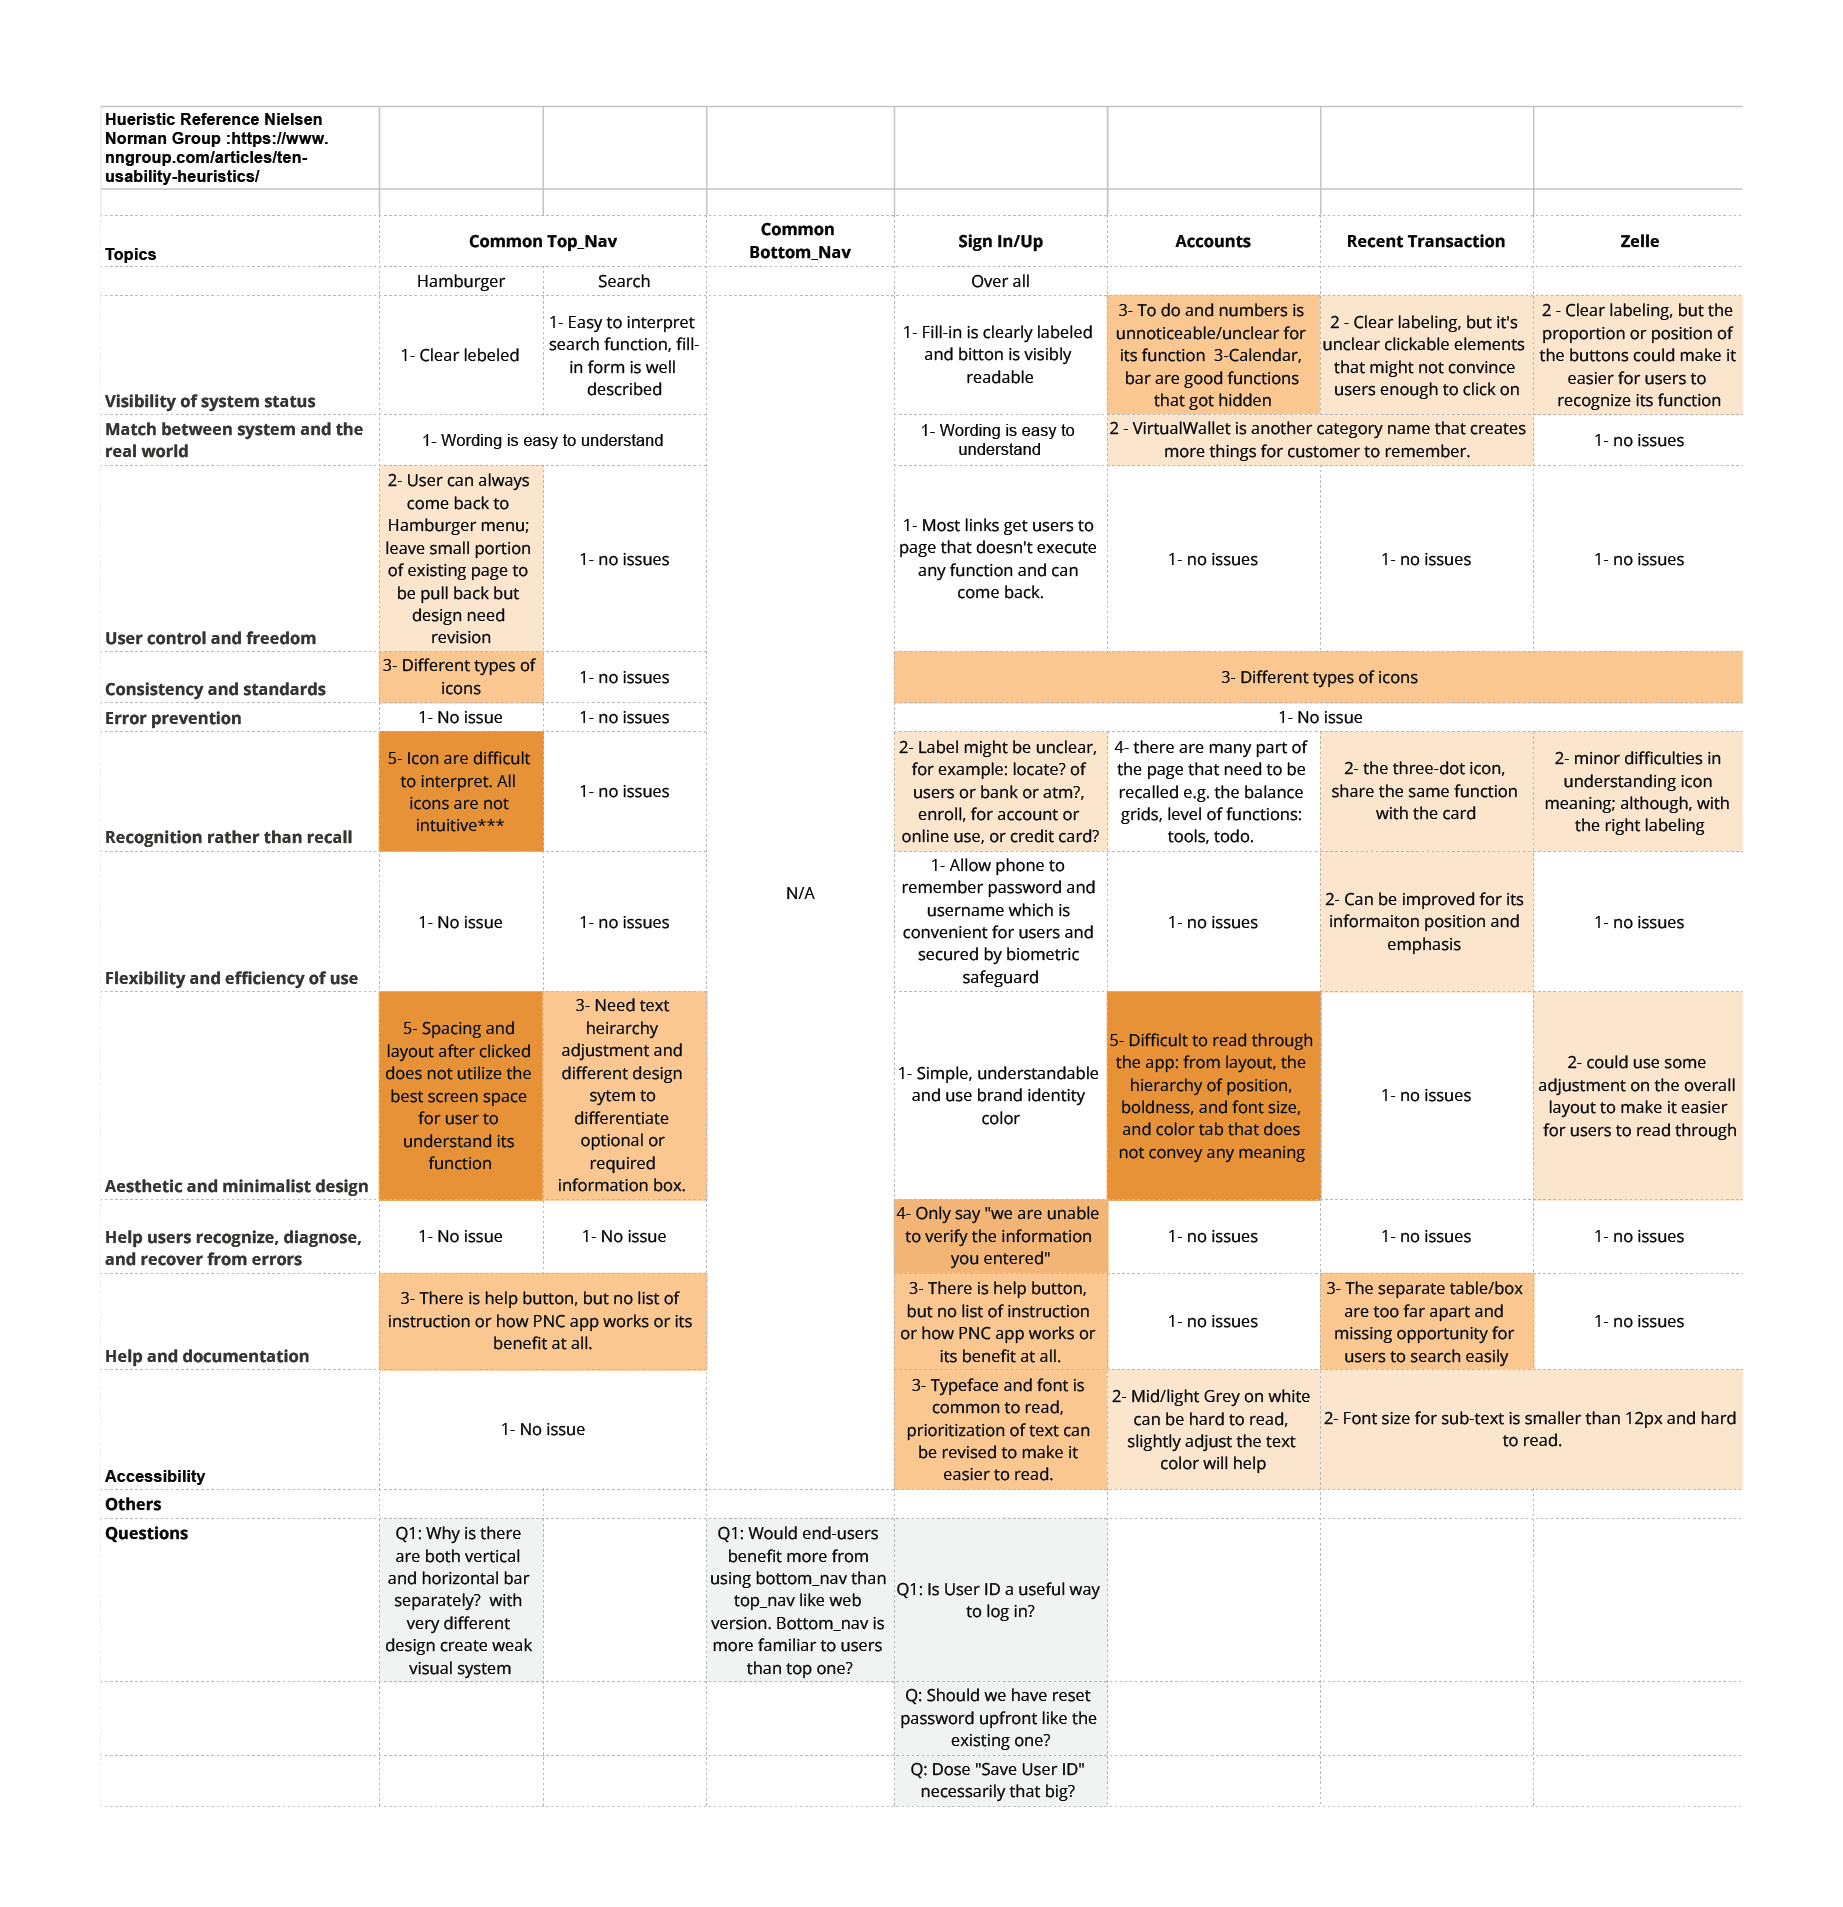 Hueristic Reference Nielsen
Norman Group :https://www.
nngroup.com/articles/ten-
usability-heuristics/
Topics
Common Top_Nav
Common
Bottom_Nav
Sign In/Up
Accounts
Recent Transaction
Zelle
Hamburger
Search
Over all
Visibility of system status
1- Clear lebeled
1- Easy to interpret
search function, fill-
in form is well
described
1- Fill-in is clearly labeled
and bitton is visibly
readable
3- To do and numbers is
unnoticeable/unclear for
its function  3-Calendar,
bar are good functions
that got hidden
2 - Clear labeling, but it's
unclear clickable elements
that might not convince
users enough to click on
2 - Clear labeling, but the
proportion or position of
the buttons could make it
easier for users to
recognize its function
Match between system and the
real world
1- Wording is easy to understand
1- Wording is easy to
understand
2 - VirtualWallet is another category name that creates
more things for customer to remember.
1- no issues
User control and freedom
2- User can always
come back to
Hamburger menu;
leave small portion
of existing page to
be pull back but
design need
revision
1- no issues
1- Most links get users to
page that doesn't execute
any function and can
come back.
1- no issues
1- no issues
1- no issues
Consistency and standards
3- Different types of
icons
1- no issues
3- Different types of icons
Error prevention
1- No issue
1- no issues
1- No issue
Recognition rather than recall
5- Icon are difficult
to interpret. All
icons are not
intuitive***
1- no issues
2- Label might be unclear,
for example: locate? of
users or bank or atm?,
enroll, for account or
online use, or credit card?
4- there are many part of
the page that need to be
recalled e.g. the balance
grids, level of functions:
tools, todo.
2- the three-dot icon,
share the same function
with the card
2- minor difficulties in
understanding icon
meaning; although, with
the right labeling
N/A
Flexibility and efficiency of use
1- No issue
1- no issues
1- Allow phone to
remember password and
username which is
convenient for users and
secured by biometric
safeguard
1- no issues
2- Can be improved for its
informaiton position and
emphasis
1- no issues
Aesthetic and minimalist design
5- Spacing and
layout after clicked
does not utilize the
best screen space
for user to
understand its
function
3- Need text
heirarchy
adjustment and
different design
sytem to
differentiate
optional or
required
information box.
1- Simple, understandable
and use brand identity
color
5- Difficult to read through
the app: from layout, the
hierarchy of position,
boldness, and font size,
and color tab that does
not convey any meaning
1- no issues
2- could use some
adjustment on the overall
layout to make it easier
for users to read through
Help users recognize, diagnose,
and recover from errors
1- No issue
1- No issue
4- Only say "we are unable
to verify the information
you entered"
1- no issues
1- no issues
1- no issues
Help and documentation
3- There is help button, but no list of
instruction or how PNC app works or its
benefit at all.
3- There is help button,
but no list of instruction
or how PNC app works or
its benefit at all.
1- no issues
3- The separate table/box
are too far apart and
missing opportunity for
users to search easily
1- no issues
Accessibility
1- No issue
3- Typeface and font is
common to read,
prioritization of text can
be revised to make it
easier to read.
2- Mid/light Grey on white
can be hard to read,
slightly adjust the text
color will help
2- Font size for sub-text is smaller than 12px and hard
to read.
Others
Questions
Q1: Why is there
are both vertical
and horizontal bar
separately?  with
very different
design create weak
visual system
Q1: Would end-users
benefit more from
using bottom_nav than
top_nav like web
version. Bottom_nav is
more familiar to users
than top one?
Q1: Is User ID a useful way
to log in?
Q: Should we have reset
password upfront like the
existing one?
Q: Dose "Save User ID"
necessarily that big?